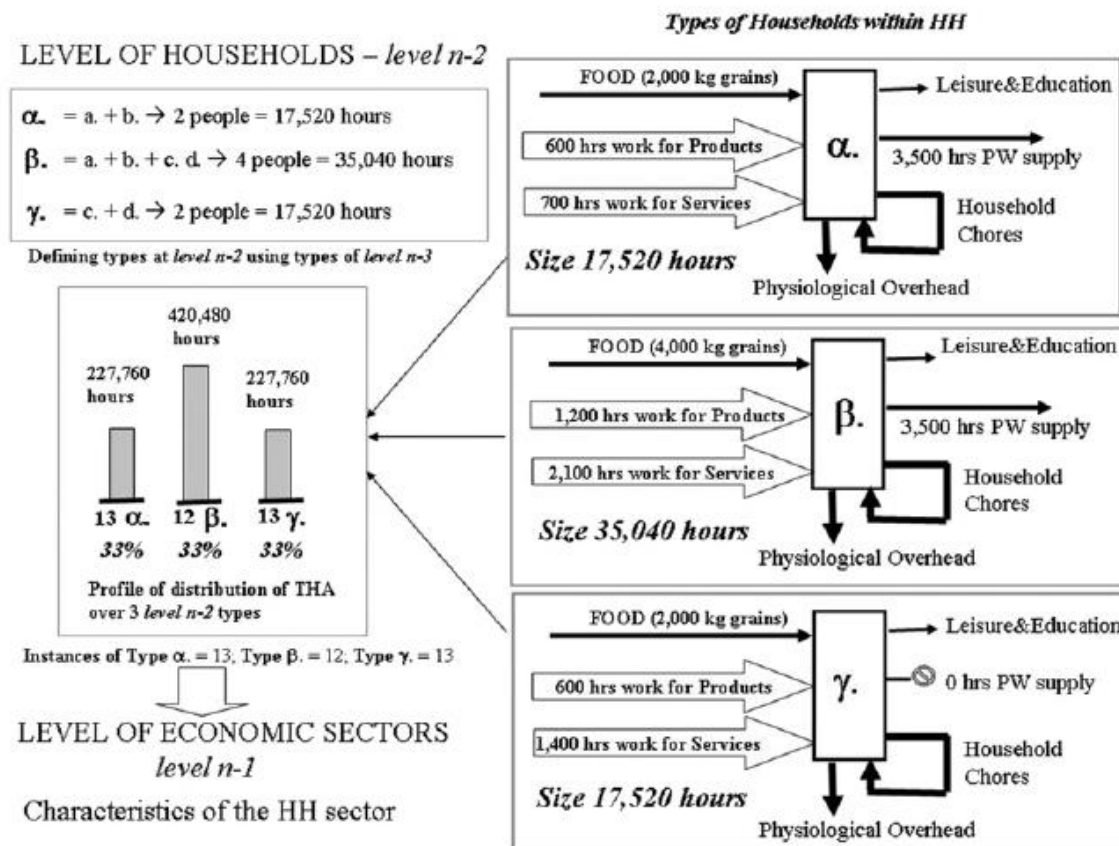 LEVEL OF HOUSEHOLDS – level n-2
α. = a. + b. → 2 people = 17,520 hours
β. = a. + b. + c. d. → 4 people = 35,040 hours
γ. = c. + d. → 2 people = 17,520 hours
Defining types at level n-2 using types of level n-3
420,480
hours
227,760
hours
227,760
hours
13 α. 12 β. 13 γ.
33% 33% 33%
Profile of distribution of THA
over 3 level n-2 types
Instances of Type α. = 13; Type β. = 12; Type γ. = 13
LEVEL OF ECONOMIC SECTORS
level n-1
Characteristics of the HH sector
Types of Households within HH
FOOD (2,000 kg grains)
Leisure&Education
600 hrs work for Products
α.
3,500 hrs PW supply
700 hrs work for Services
Household
Chores
Size 17,520 hours
Physiological Overhead
FOOD (4,000 kg grains)
Leisure&Education
1,200 hrs work for Products
β.
3,500 hrs PW supply
2,100 hrs work for Services
Household
Chores
Size 35,040 hours
Physiological Overhead
FOOD (2,000 kg grains)
Leisure&Education
600 hrs work for Products
γ.
0 hrs PW supply
1,400 hrs work for Services
Household
Chores
Size 17,520 hours
Physiological Overhead